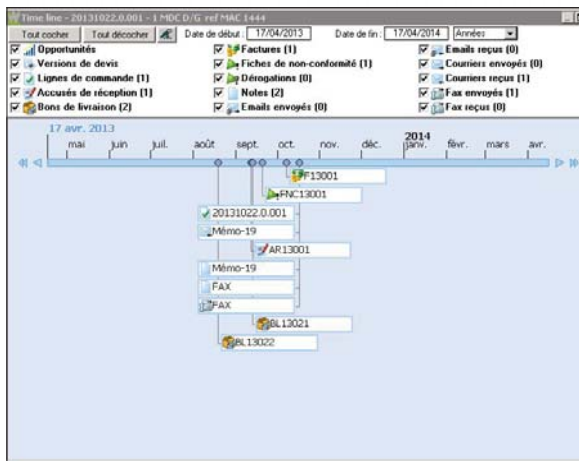 Time line - 20131022.0.001 - 1 MDC D/G ref MAC 1444
Tout cocher Tout décocher Date de début : 17/04/2013 Date de fin : 17/04/2014 Années
Opportunités Factures (1) Emails reçus (0)
Versions de devis Fiches de non-conformité (1) Courriers envoyés (0)
Lignes de commande (1) Dérogations (0) Courriers reçus (1)
Accusés de réception (1) Notes (2) Fax envoyés (1)
Bons de livraison (2) Emails envoyés (0) Fax reçus (0)
17 avr. 2013 2014
mai juin juil. août sept. oct. nov. déc. janv. févr. mars avr.
F13001
FNC13001
20131022.0.001
Mémo-19
AR13001
Mémo-19
FAX
FAX
BL13021
BL13022